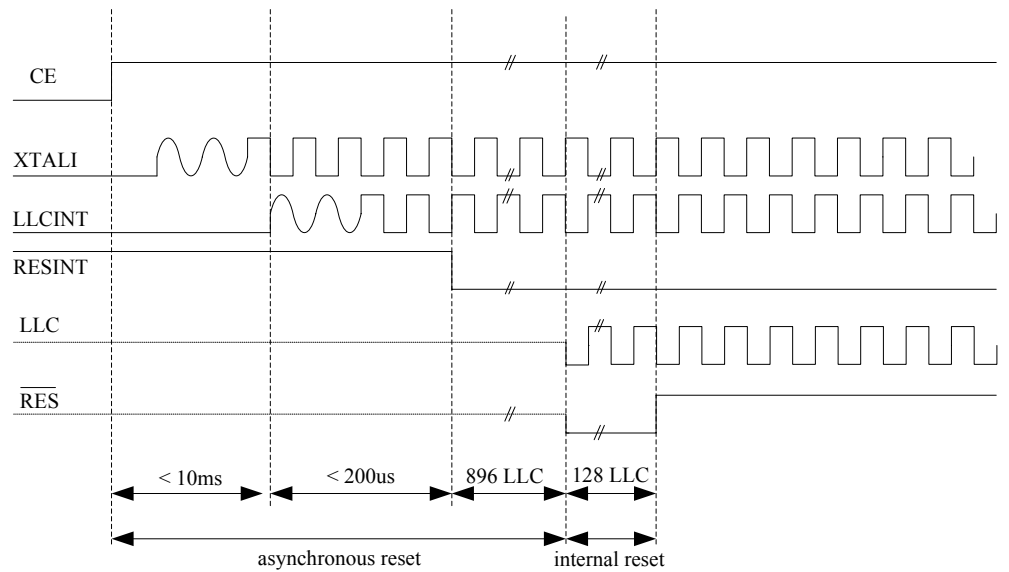 CE
XTALI
LLCINT
RESINT
LLC
RES
< 10ms
< 200us
896 LLC
128 LLC
asynchronous reset
internal reset